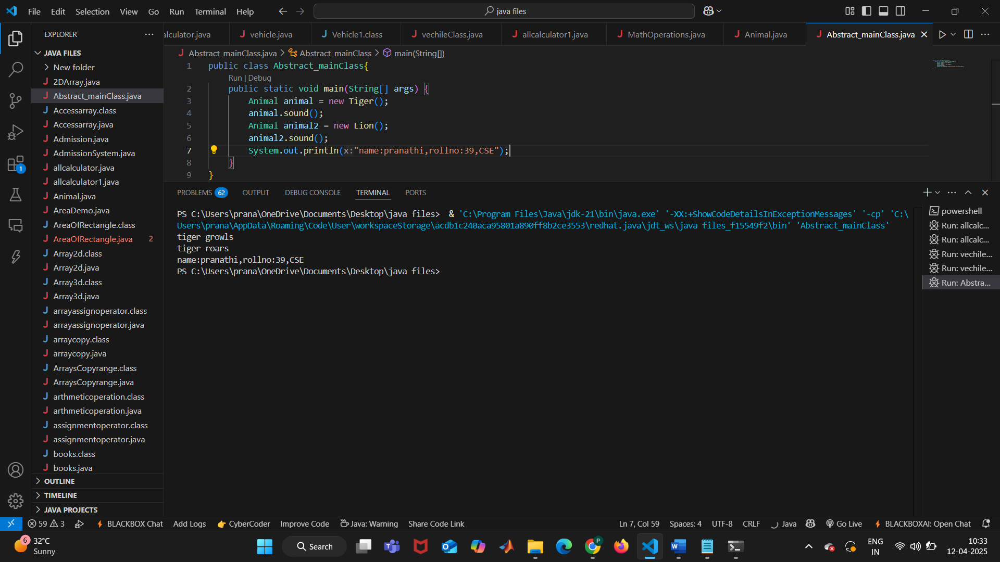 File Edit Selection View Go Run Terminal Help
java files
EXPLORER
JAVA FILES
New folder
2DArray.java
Abstract_mainClass.java
Accessarray.class
Accessarray.java
Admission.java
AdmissionSystem.java
allcalculator.java
allcalculator1.java
Animal.java
AreaDemo.java
AreaOfRectangle.class
AreaOfRectangle.java 2
Array2d.class
Array2d.java
Array3d.class
Array3d.java
arrayassignoperator.class
arrayassignoperator.java
arraycopy.class
arraycopy.java
ArraysCopyrange.class
ArraysCopyrange.java
arthmeticoperation.class
arthmeticoperation.java
assignmentoperator.class
assignmentoperator.java
books.class
books.java
OUTLINE
TIMELINE
JAVA PROJECTS
1
alculator.java vehicle.java Vehicle1.class vechileClass.java allcalculator1.java MathOperations.java Animal.java Abstract_mainClass.java
Abstract_mainClass.java > Abstract_mainClass > main(String[])
1 public class Abstract_mainClass{
Run | Debug
2 public static void main(String[] args) {
3 Animal animal = new Tiger();
4 animal.sound();
5 Animal animal2 = new Lion();
6 animal2.sound();
7 System.out.println(x:"name:pranathi,rollno:39,CSE");
8 }
9 }
PROBLEMS 62 OUTPUT DEBUG CONSOLE TERMINAL PORTS
PS C:\Users\prana\OneDrive\Documents\Desktop\java files> & 'C:\Program Files\Java\jdk-21\bin\java.exe' '-XX:+ShowCodeDetailsInExceptionMessages' '-cp' 'C:\
Users\prana\AppData\Roaming\Code\User\workspaceStorage\acdb1c240aca95801a890ff8b2ce3553\redhat.java\jdt_ws\java files_f15549f2\bin' 'Abstract_mainClass'
tiger growls
tiger roars
name:pranathi,rollno:39,CSE
PS C:\Users\prana\OneDrive\Documents\Desktop\java files>
powershell
Run: allcalc...
Run: allcalc...
Run: vechile...
Run: vechile...
Run: Abstra...
59 3 BLACKBOX Chat Add Logs CyberCoder Improve Code Java: Warning Share Code Link Ln 7, Col 59 Spaces: 4 UTF-8 CRLF Java Go Live BLACKBOXAI: Open Chat
6 32°C
Sunny
Search
ENG
IN
10:33
12-04-2025